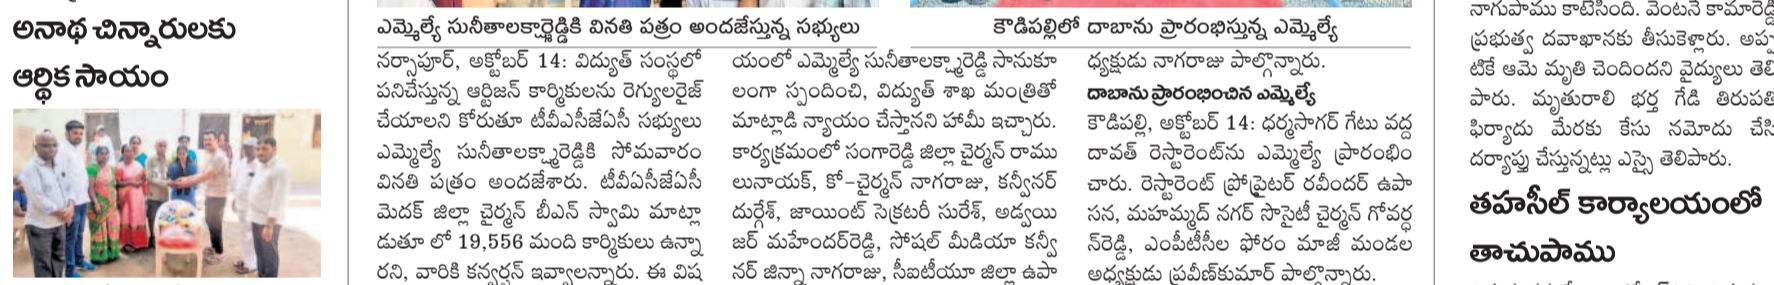 అనాథ చిన్నారులకు
ఆర్థిక సాయం
ఎమ్మెల్యే సునీతాలక్ష్మారెడ్డికి వినతి పత్రం అందజేస్తున్న సభ్యులు
నర్సాపూర్, అక్టోబర్ 14: విద్యుత్ సంస్థలో
పనిచేస్తున్న ఆర్టిజన్ కార్మికులను రెగ్యులరైజ్
చేయాలని కోరుతూ టీవీఎసీజేఏసీ సభ్యులు
ఎమ్మెల్యే సునీతాలక్ష్మారెడ్డికి సోమవారం
వినతి పత్రం అందజేశారు. టీవీఏసీజేఏసీ
మెదక్ జిల్లా చైర్మన్ బీఎన్ స్వామి మాట్లా
డుతూ లో 19,556 మంది కార్మికులు ఉన్నా
రని, వారికి కన్వర్షన్ ఇవ్వాలన్నారు. ఈ విష
యంలో ఎమ్మెల్యే సునీతాలక్ష్మారెడ్డి సానుకూ
లంగా స్పందించి, విద్యుత్ శాఖ మంత్రితో
మాట్లాడి న్యాయం చేస్తానని హామీ ఇచ్చారు.
కార్యక్రమంలో సంగారెడ్డి జిల్లా చైర్మన్ రాము
లునాయక్, కో-చైర్మన్ నాగరాజు, కన్వీనర్
దుర్గేశ్, జాయింట్ సెక్రటరీ సురేశ్, అడ్వయి
జర్ మహేందర్‌రెడ్డి, సోషల్ మీడియా కన్వీ
నర్ జిన్నా నాగరాజు, సీఐటీయూ జిల్లా ఉపా
కౌడిపల్లిలో దాబాను ప్రారంభిస్తున్న ఎమ్మెల్యే
ధ్యక్షుడు నాగరాజు పాల్గొన్నారు.
దాబాను ప్రారంభించిన ఎమ్మెల్యే
కౌడిపల్లి, అక్టోబర్ 14: ధర్మసాగర్ గేటు వద్ద
దావత్ రెస్టారెంట్‌ను ఎమ్మెల్యే ప్రారంభిం
చారు. రెస్టారెంట్ ప్రోప్రైటర్ రవీందర్ ఉపా
సన, మహమ్మద్ నగర్ సొసైటీ చైర్మన్ గోవర్ధ
న్‌రెడ్డి, ఎంపీటీసీల ఫోరం మాజీ మండల
అధ్యక్షుడు ప్రవీణ్‌కుమార్ పాల్గొన్నారు.
నాగుపాము కాటేసింది. వెంటనే కామారెడ్డి
ప్రభుత్వ దవాఖానకు తీసుకెళ్లారు. అప్ప
టికే ఆమె మృతి చెందిందని వైద్యులు తెలి
పారు. మృతురాలి భర్త గేడి తిరుపతి
ఫిర్యాదు మేరకు కేసు నమోదు చేసి
దర్యాప్తు చేస్తున్నట్లు ఎస్సై తెలిపారు.
తహసీల్ కార్యాలయంలో
తాచుపాము